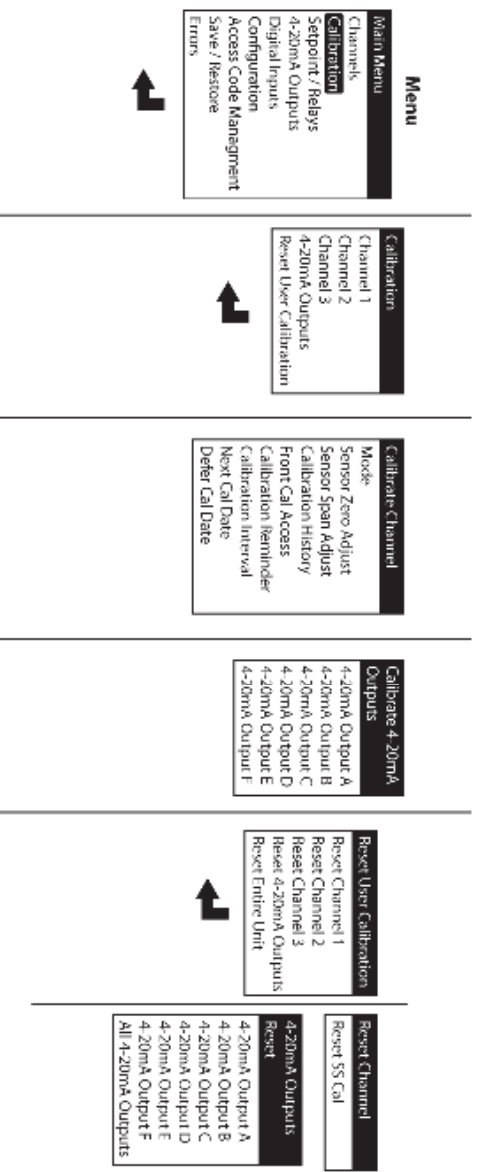 Menu
Main Menu
Channels
Calibration
Setpoint / Relays
4-20mA Outputs
Digital Inputs
Configuration
Access Code Managment
Save / Restore
Errors
Calibration
Channel 1
Channel 2
Channel 3
4-20mA Outputs
Reset User Calibration
Calibrate Channel
Mode
Sensor Zero Adjust
Sensor Span Adjust
Calibration History
Front Cal Access
Calibration Reminder
Calibration Interval
Next Cal Date
Defer Cal Date
Calibrate 4-20mA
Outputs
4-20mA Output A
4-20mA Output B
4-20mA Output C
4-20mA Output D
4-20mA Output E
4-20mA Output F
Reset User Calibration
Reset Channel 1
Reset Channel 2
Reset Channel 3
Reset 4-20mA Outputs
Reset Entire Unit
Reset Channel
Reset SS Cal
4-20mA Outputs
Reset
4-20mA Output A
4-20mA Output B
4-20mA Output C
4-20mA Output D
4-20mA Output E
4-20mA Output F
All 4-20mA Outputs